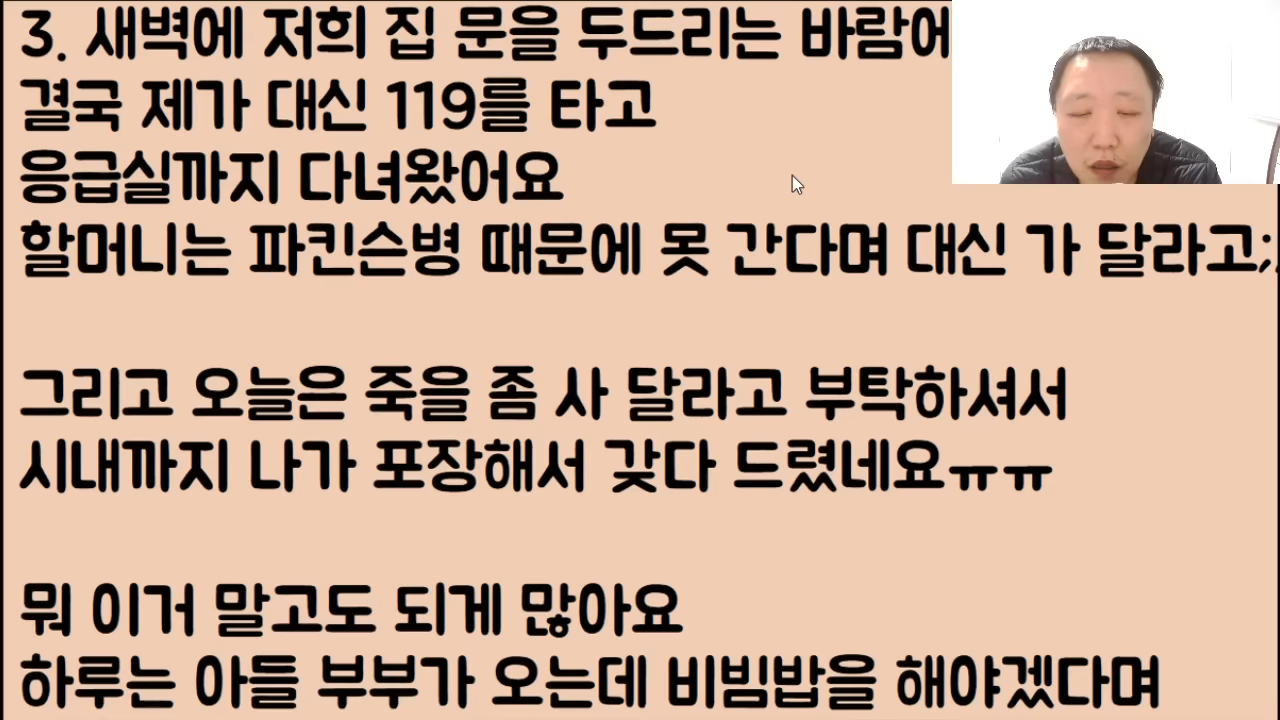 3. 새벽에 저희 집 문을 두드리는 바람에
결국 제가 대신 119를 타고
응급실까지 다녀왔어요
할머니는 파킨슨병 때문에 못 간다며 대신 가 달라고;
그리고 오늘은 죽을 좀 사 달라고 부탁하셔서
시내까지 나가 포장해서 갖다 드렸네요ㅠㅠ
뭐 이거 말고도 되게 많아요
하루는 아들 부부가 오는데 비빔밥을 해야겠다며